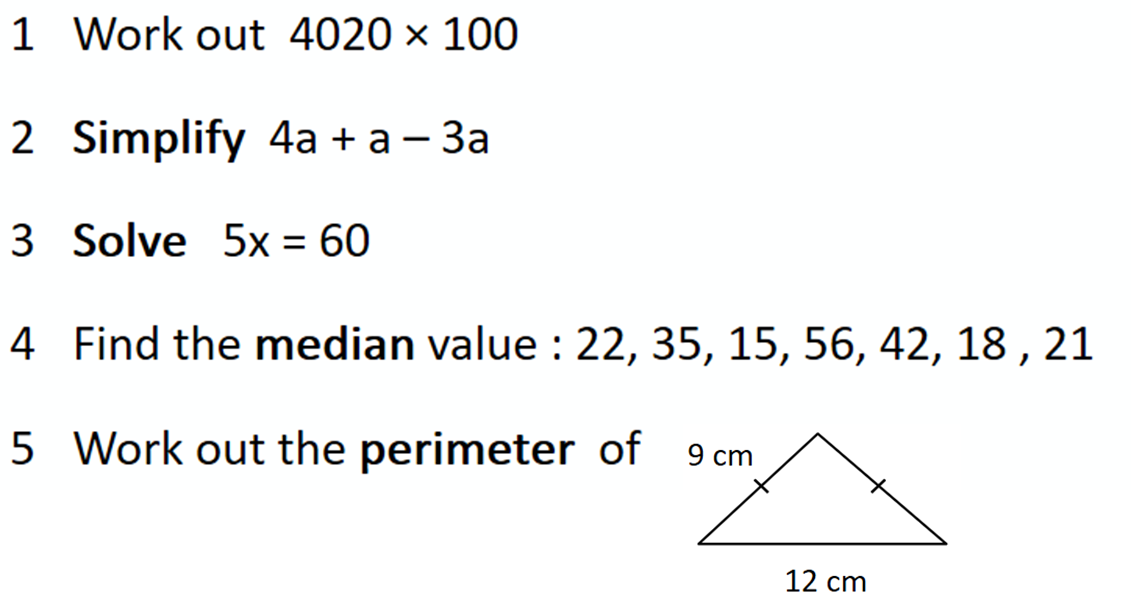 1 Work out 4020 × 100
2 Simplify 4a + a – 3a
3 Solve 5x = 60
4 Find the median value : 22, 35, 15, 56, 42, 18 , 21
5 Work out the perimeter of
9 cm
12 cm